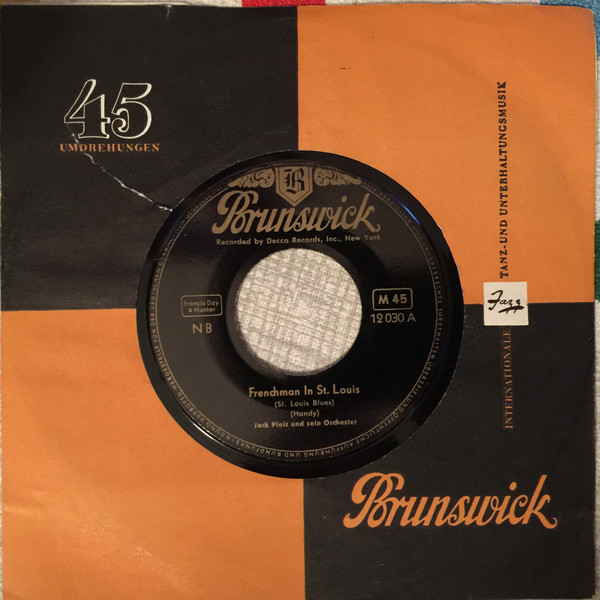 45
UMDREHUNGEN
INTERNATIONALE TANZ- UND UNTERHALTUNGSMUSIK
Jazz
B
Brunswick
Recorded by Decca Records, Inc., New York
Francis Day
& Hunter
M 45
NB
12 030 A
Frenchman In St. Louis
(St. Louis Blues)
(Handy)
Jack Pleis und sein Orchester
Brunswick